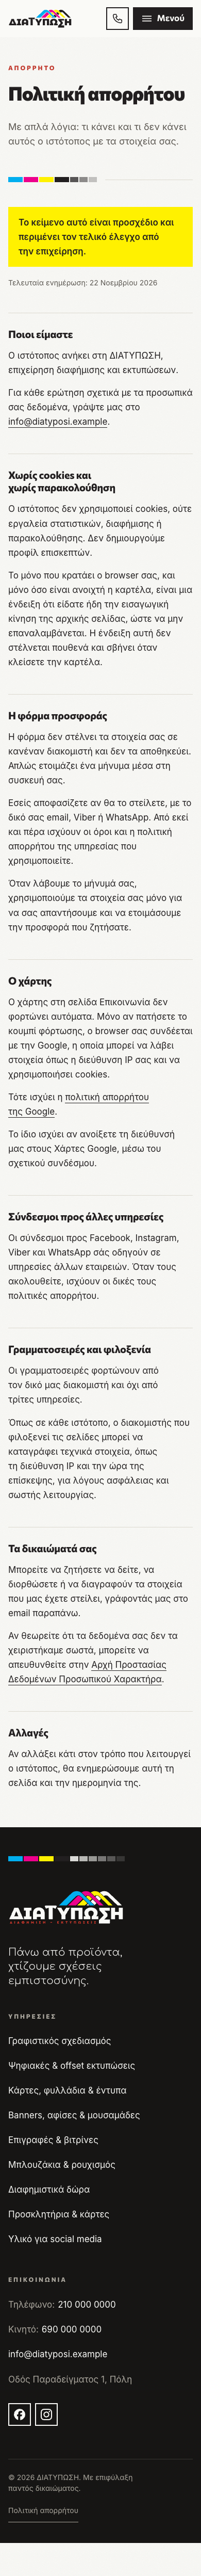 ΔΙΑΤΥΠΩΣΗ
Μενού
ΑΠΟΡΡΗΤΟ
Πολιτική απορρήτου
Με απλά λόγια: τι κάνει και τι δεν κάνει
αυτός ο ιστότοπος με τα στοιχεία σας.
Το κείμενο αυτό είναι προσχέδιο και
περιμένει τον τελικό έλεγχο από
την επιχείρηση.
Τελευταία ενημέρωση: 22 Νοεμβρίου 2026
Ποιοι είμαστε
Ο ιστότοπος ανήκει στη ΔΙΑΤΥΠΩΣΗ,
επιχείρηση διαφήμισης και εκτυπώσεων.
Για κάθε ερώτηση σχετικά με τα προσωπικά
σας δεδομένα, γράψτε μας στο
info@diatyposi.example.
Χωρίς cookies και
χωρίς παρακολούθηση
Ο ιστότοπος δεν χρησιμοποιεί cookies, ούτε
εργαλεία στατιστικών, διαφήμισης ή
παρακολούθησης. Δεν δημιουργούμε
προφίλ επισκεπτών.
Το μόνο που κρατάει ο browser σας, και
μόνο όσο είναι ανοιχτή η καρτέλα, είναι μια
ένδειξη ότι είδατε ήδη την εισαγωγική
κίνηση της αρχικής σελίδας, ώστε να μην
επαναλαμβάνεται. Η ένδειξη αυτή δεν
στέλνεται πουθενά και σβήνει όταν
κλείσετε την καρτέλα.
Η φόρμα προσφοράς
Η φόρμα δεν στέλνει τα στοιχεία σας σε
κανέναν διακομιστή και δεν τα αποθηκεύει.
Απλώς ετοιμάζει ένα μήνυμα μέσα στη
συσκευή σας.
Εσείς αποφασίζετε αν θα το στείλετε, με το
δικό σας email, Viber ή WhatsApp. Από εκεί
και πέρα ισχύουν οι όροι και η πολιτική
απορρήτου της υπηρεσίας που
χρησιμοποιείτε.
Όταν λάβουμε το μήνυμά σας,
χρησιμοποιούμε τα στοιχεία σας μόνο για
να σας απαντήσουμε και να ετοιμάσουμε
την προσφορά που ζητήσατε.
Ο χάρτης
Ο χάρτης στη σελίδα Επικοινωνία δεν
φορτώνει αυτόματα. Μόνο αν πατήσετε το
κουμπί φόρτωσης, ο browser σας συνδέεται
με την Google, η οποία μπορεί να λάβει
στοιχεία όπως η διεύθυνση IP σας και να
χρησιμοποιήσει cookies.
Τότε ισχύει η πολιτική απορρήτου
της Google.
Το ίδιο ισχύει αν ανοίξετε τη διεύθυνσή
μας στους Χάρτες Google, μέσω του
σχετικού συνδέσμου.
Σύνδεσμοι προς άλλες υπηρεσίες
Οι σύνδεσμοι προς Facebook, Instagram,
Viber και WhatsApp σάς οδηγούν σε
υπηρεσίες άλλων εταιρειών. Όταν τους
ακολουθείτε, ισχύουν οι δικές τους
πολιτικές απορρήτου.
Γραμματοσειρές και φιλοξενία
Οι γραμματοσειρές φορτώνουν από
τον δικό μας διακομιστή και όχι από
τρίτες υπηρεσίες.
Όπως σε κάθε ιστότοπο, ο διακομιστής που
φιλοξενεί τις σελίδες μπορεί να
καταγράφει τεχνικά στοιχεία, όπως
τη διεύθυνση IP και την ώρα της
επίσκεψης, για λόγους ασφάλειας και
σωστής λειτουργίας.
Τα δικαιώματά σας
Μπορείτε να ζητήσετε να δείτε, να
διορθώσετε ή να διαγραφούν τα στοιχεία
που μας έχετε στείλει, γράφοντάς μας στο
email παραπάνω.
Αν θεωρείτε ότι τα δεδομένα σας δεν τα
χειριστήκαμε σωστά, μπορείτε να
απευθυνθείτε στην Αρχή Προστασίας
Δεδομένων Προσωπικού Χαρακτήρα.
Αλλαγές
Αν αλλάξει κάτι στον τρόπο που λειτουργεί
ο ιστότοπος, θα ενημερώσουμε αυτή τη
σελίδα και την ημερομηνία της.
ΔΙΑΤΥΠΩΣΗ
ΨΗΦΙΑΚΕΣ - ΕΚΤΥΠΩΣΕΙΣ
Πάνω από προϊόντα,
χτίζουμε σχέσεις
εμπιστοσύνης.
ΥΠΗΡΕΣΙΕΣ
Γραφιστικός σχεδιασμός
Ψηφιακές & offset εκτυπώσεις
Κάρτες, φυλλάδια & έντυπα
Banners, αφίσες & μουσαμάδες
Επιγραφές & βιτρίνες
Μπλουζάκια & ρουχισμός
Διαφημιστικά δώρα
Προσκλητήρια & κάρτες
Υλικό για social media
ΕΠΙΚΟΙΝΩΝΙΑ
Τηλέφωνο: 210 000 0000
Κινητό: 690 000 0000
info@diatyposi.example
Οδός Παραδείγματος 1, Πόλη
© 2026 ΔΙΑΤΥΠΩΣΗ. Με επιφύλαξη
παντός δικαιώματος.
Πολιτική απορρήτου